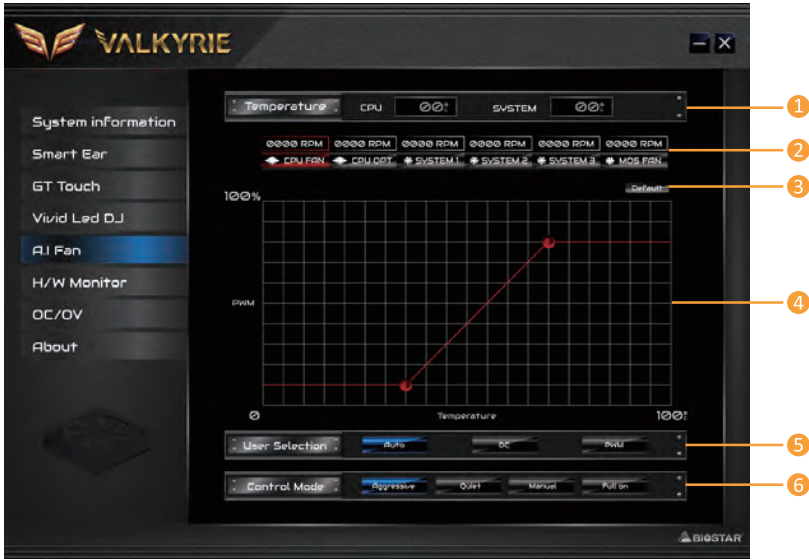 VALKYRIE
Temperature CPU 00° SYSTEM 00° 1
System information
0000 RPM 0000 RPM 0000 RPM 0000 RPM 0000 RPM 0000 RPM 2
CPU FAN CPU OPT SYSTEM 1 SYSTEM 2 SYSTEM 3 MOS FAN
Smart Ear
GT Touch
Default 3
100%
Vivid Led DJ
A.I Fan
H/W Monitor
PWM 4
OC/OV
About
0 Temperature 100°
User Selection Auto DC PWM 5
Control Mode Aggressive Quiet Manual Full on 6
BIOSTAR